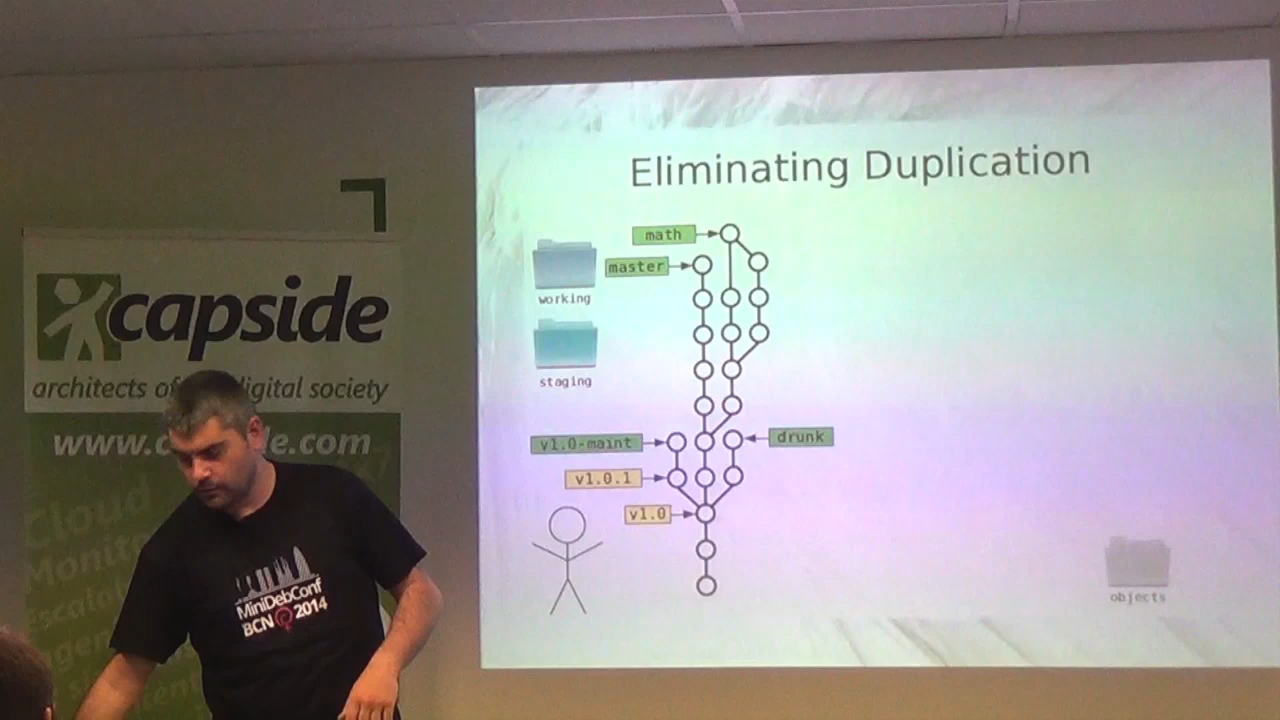 capside
architects of digital society
www.c de.com
Cloud
MiniDebConf
BCN 2014
Eliminating Duplication
math
master
working
staging
v1.0-maint
drunk
v1.0.1
v1.0
objects